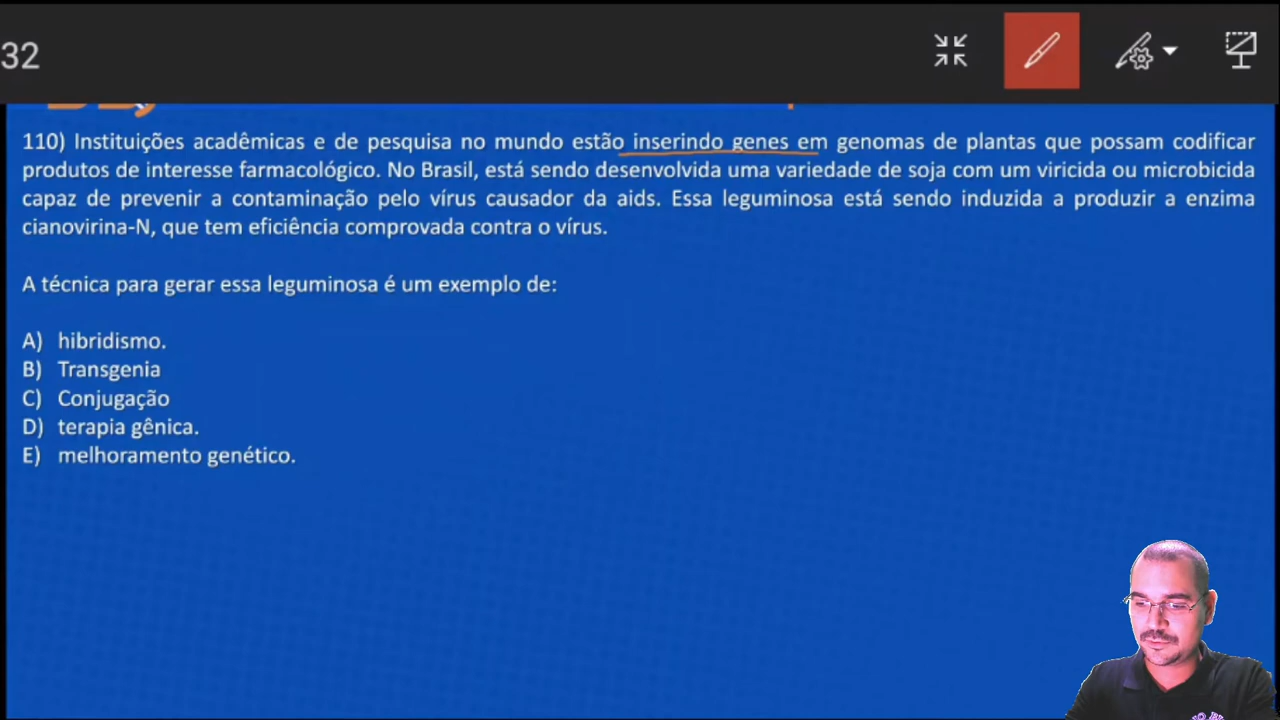 32
110) Instituições acadêmicas e de pesquisa no mundo estão inserindo genes em genomas de plantas que possam codificar
produtos de interesse farmacológico. No Brasil, está sendo desenvolvida uma variedade de soja com um viricida ou microbicida
capaz de prevenir a contaminação pelo vírus causador da aids. Essa leguminosa está sendo induzida a produzir a enzima
cianovirina-N, que tem eficiência comprovada contra o vírus.
A técnica para gerar essa leguminosa é um exemplo de:
A) hibridismo.
B) Transgenia
C) Conjugação
D) terapia gênica.
E) melhoramento genético.